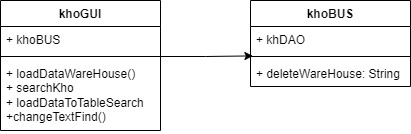 khoGUI
+ khoBUS
+ loadDataWareHouse()
+ searchKho
+ loadDataToTableSearch
+changeTextFind()
khoBUS
+ khDAO
+ deleteWareHouse: String